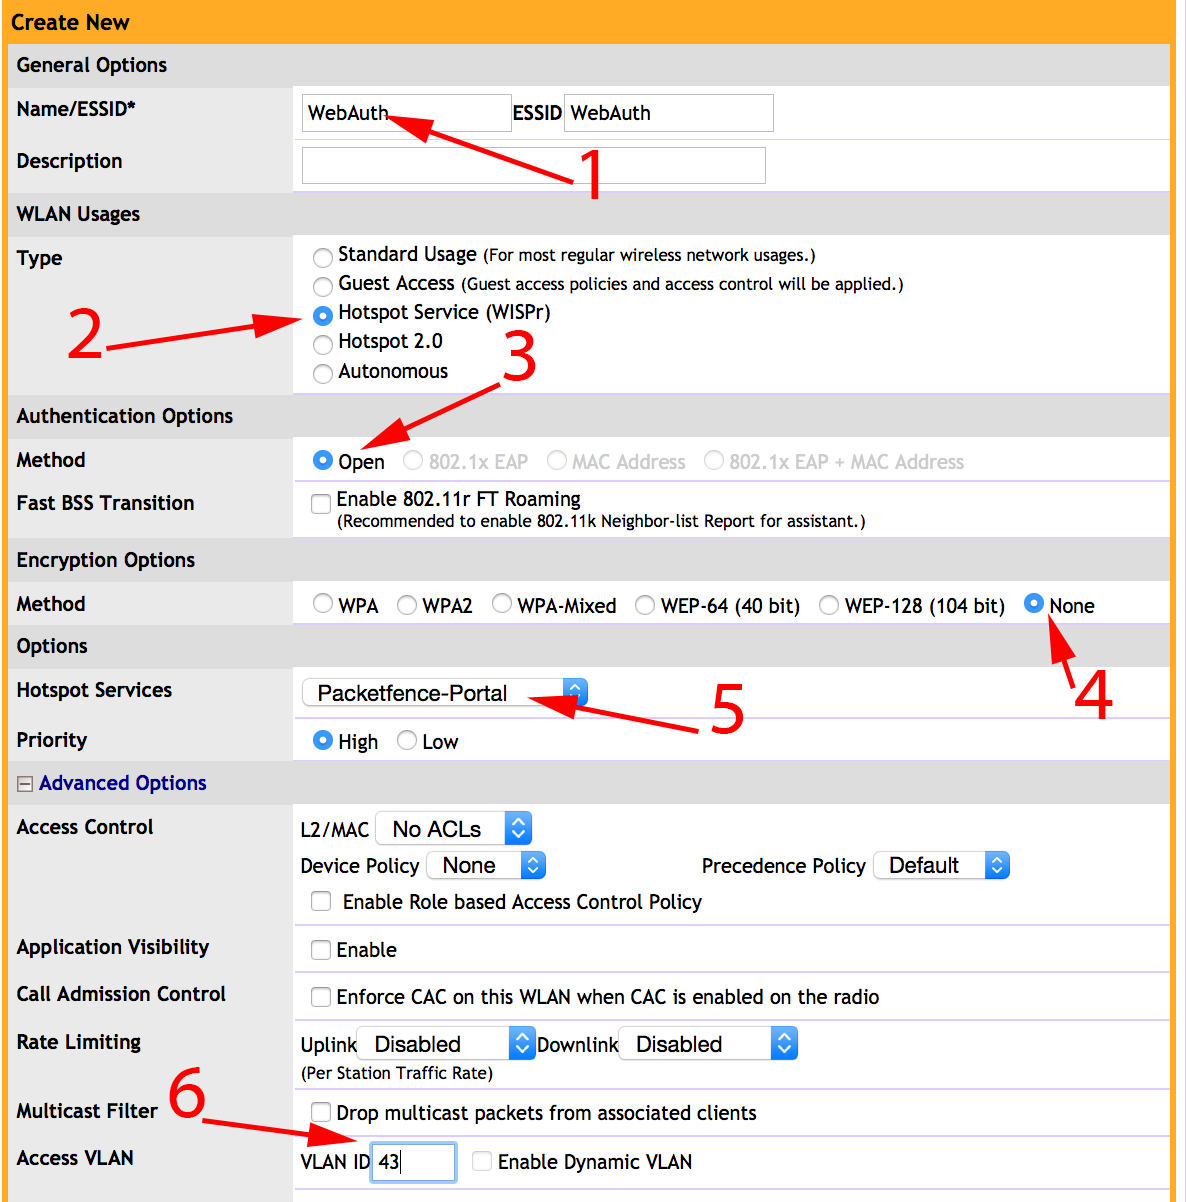 Create New
General Options
Name/ESSID* WebAuth ESSID WebAuth
1
Description
WLAN Usages
Type
Standard Usage (For most regular wireless network usages.)
Guest Access (Guest access policies and access control will be applied.)
2 Hotspot Service (WISPr)
Hotspot 2.0 3
Autonomous
Authentication Options
Method Open 802.1x EAP MAC Address 802.1x EAP + MAC Address
Fast BSS Transition Enable 802.11r FT Roaming
(Recommended to enable 802.11k Neighbor-list Report for assistant.)
Encryption Options
Method WPA WPA2 WPA-Mixed WEP-64 (40 bit) WEP-128 (104 bit) None
Options
Hotspot Services Packetfence-Portal 5 4
Priority High Low
Advanced Options
Access Control L2/MAC No ACLs
Device Policy None Precedence Policy Default
Enable Role based Access Control Policy
Application Visibility Enable
Call Admission Control Enforce CAC on this WLAN when CAC is enabled on the radio
Rate Limiting Uplink Disabled Downlink Disabled
(Per Station Traffic Rate)
6
Multicast Filter Drop multicast packets from associated clients
Access VLAN VLAN ID 43 Enable Dynamic VLAN